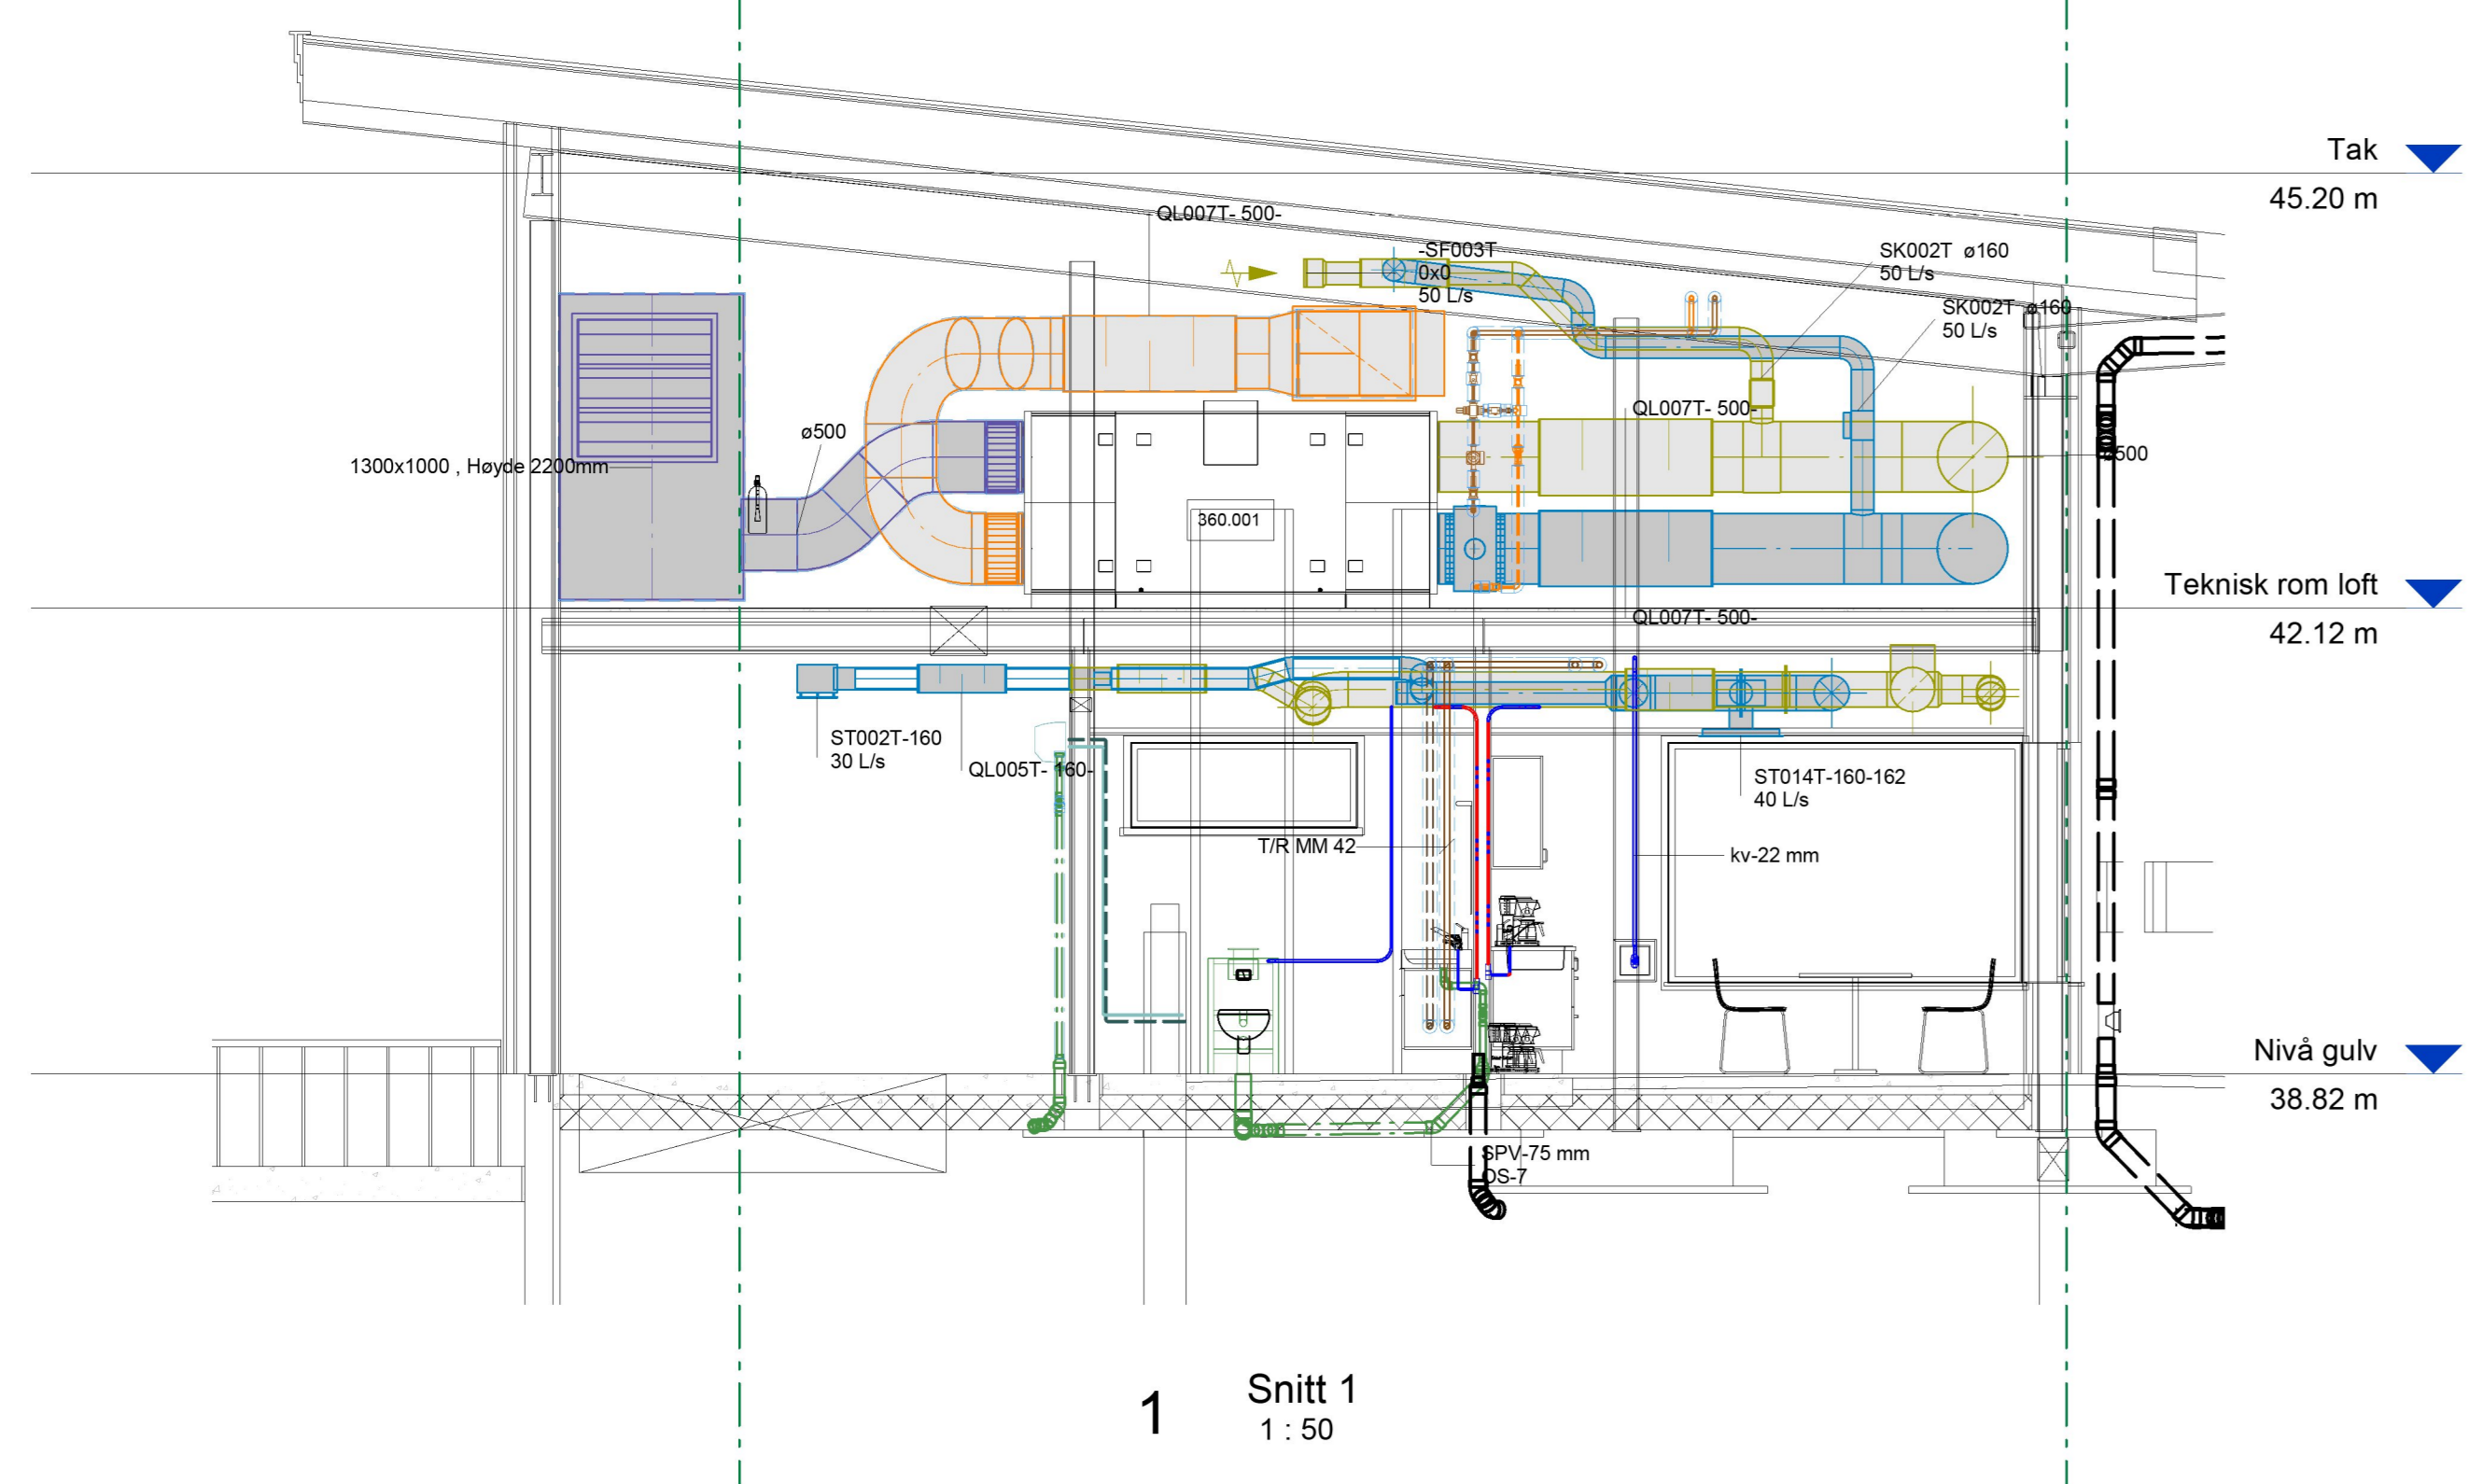 Tak
45.20 m
QL007T- 500-
-SF003T
0x0
50 L/s
SK002T ø160
50 L/s
SK002T ø160
50 L/s
QL007T- 500-
ø500
1300x1000 , Høyde 2200mm
ø500
360.001
Teknisk rom loft
42.12 m
QL007T- 500-
ST002T-160
30 L/s
QL005T- 160-
ST014T-160-162
40 L/s
T/R MM 42
kv-22 mm
Nivå gulv
38.82 m
SPV-75 mm
OS-7
1
Snitt 1
1 : 50